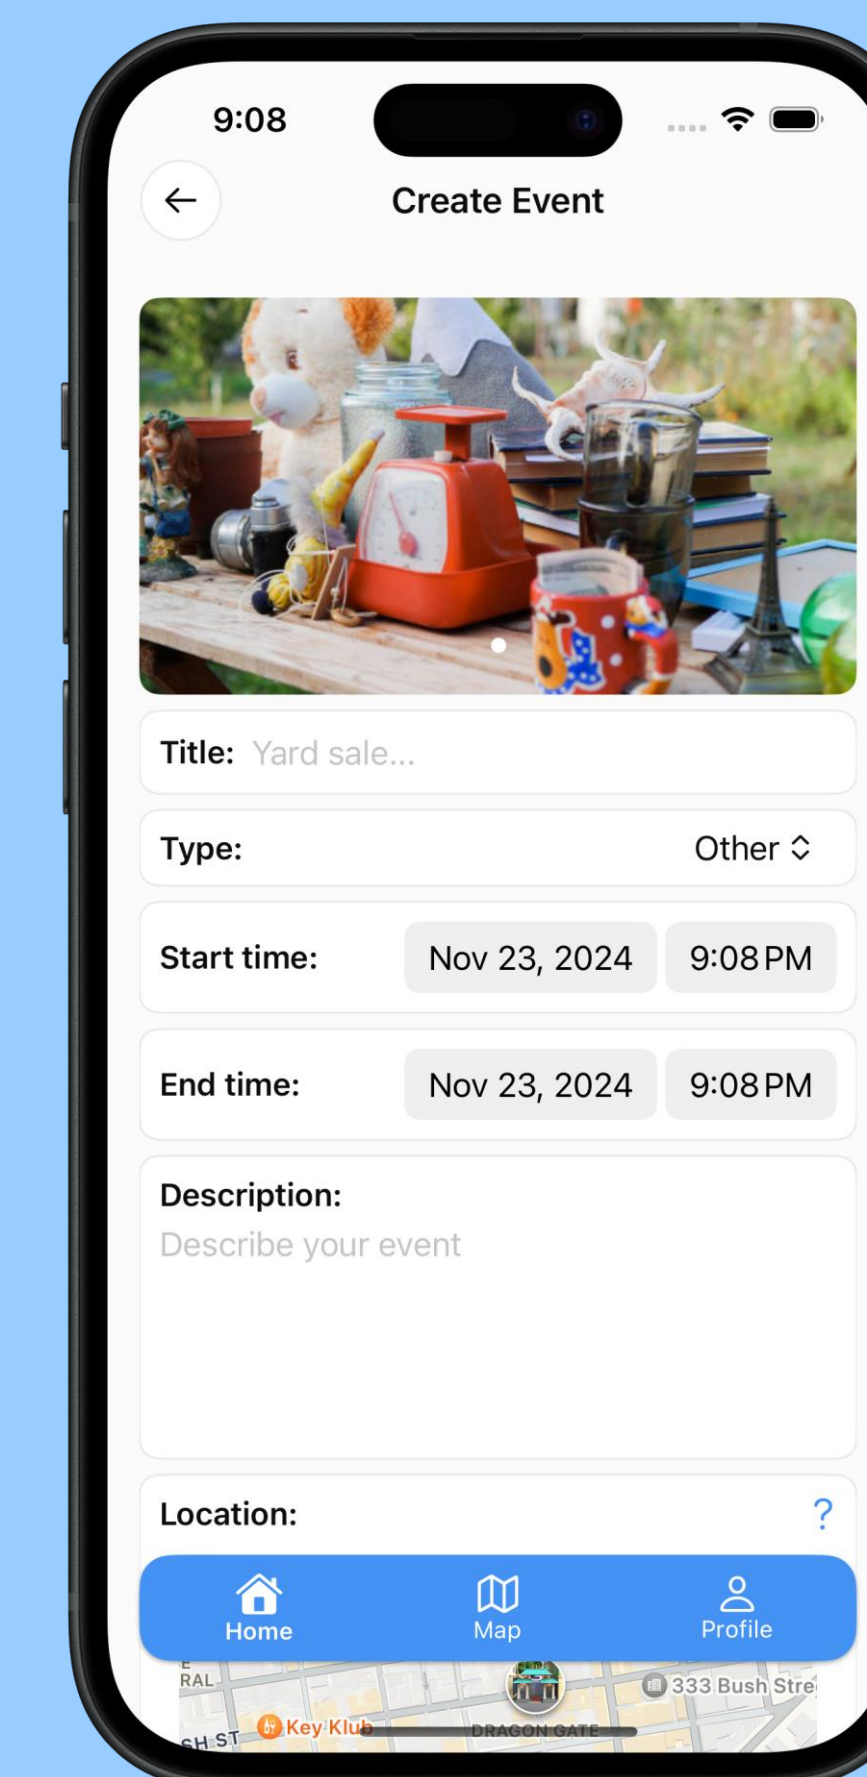 9:08
Create Event
Title: Yard sale...
Type: Other
Start time: Nov 23, 2024 9:08 PM
End time: Nov 23, 2024 9:08 PM
Description:
Describe your event
Location: ?
Home Map Profile
RAL
333 Bush Stre
SH ST Key Klub DRAGON GATE